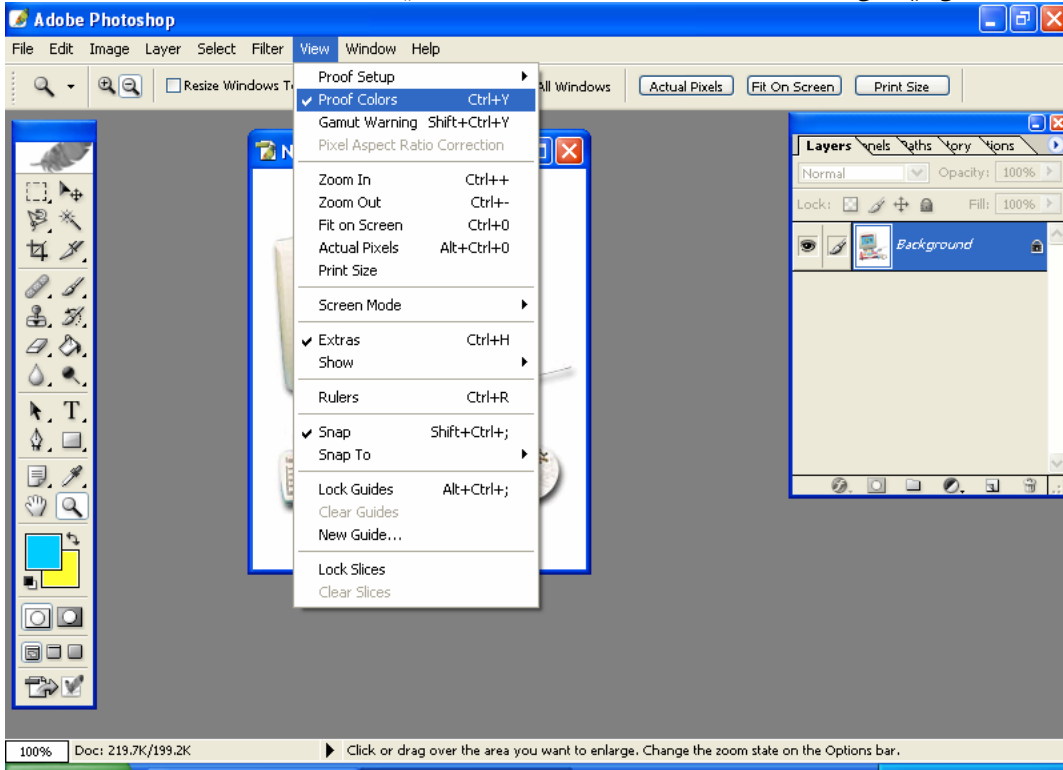 Adobe Photoshop
File Edit Image Layer Select Filter View Window Help
Resize Windows T All Windows Actual Pixels Fit On Screen Print Size
Proof Setup
Proof Colors Ctrl+Y
Gamut Warning Shift+Ctrl+Y
Pixel Aspect Ratio Correction
Zoom In Ctrl++
Zoom Out Ctrl+-
Fit on Screen Ctrl+0
Actual Pixels Alt+Ctrl+0
Print Size
Screen Mode
Extras Ctrl+H
Show
Rulers Ctrl+R
Snap Shift+Ctrl+;
Snap To
Lock Guides Alt+Ctrl+;
Clear Guides
New Guide...
Lock Slices
Clear Slices
N
Layers nnels Paths tory tions
Normal Opacity: 100%
Lock: Fill: 100%
Background
100% Doc: 219.7K/199.2K Click or drag over the area you want to enlarge. Change the zoom state on the Options bar.